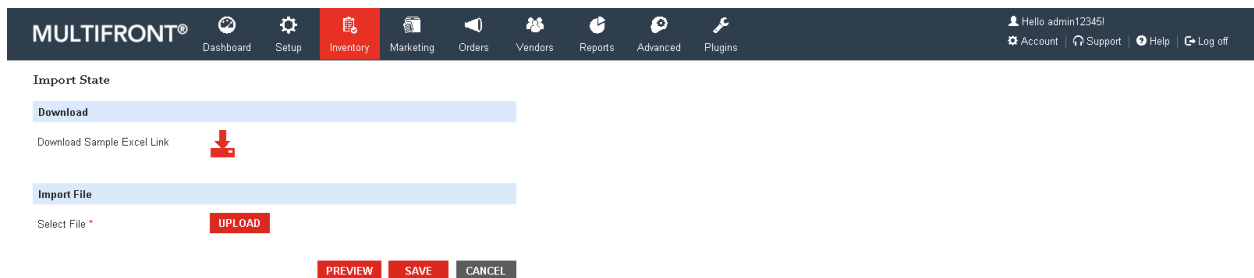 MULTIFRONT®
Dashboard
Setup
Inventory
Marketing
Orders
Vendors
Reports
Advanced
Plugins
Hello admin12345!
Account | Support | Help | Log off
Import State
Download
Download Sample Excel Link
Import File
Select File *
UPLOAD
PREVIEW
SAVE
CANCEL